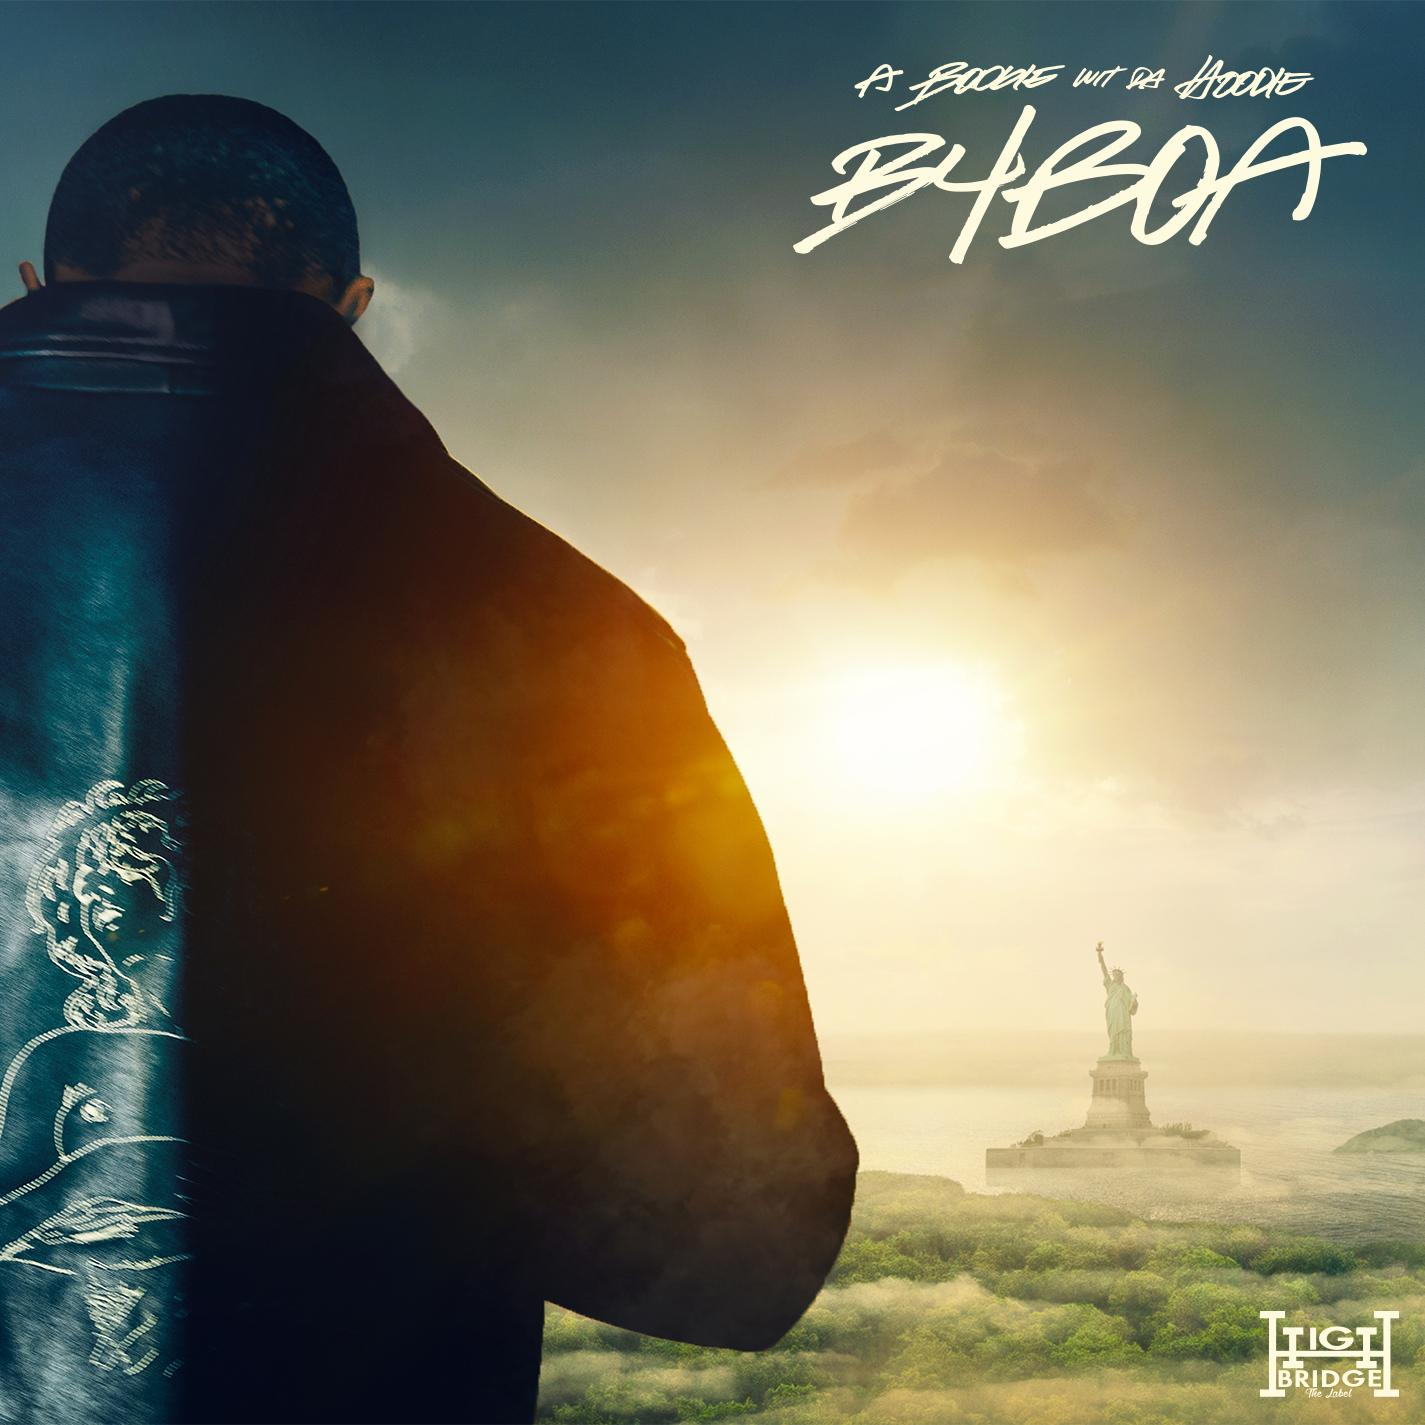 A BOOGIE WIT DA HOODIE
B4BOA
HIGH
BRIDGE
The Label